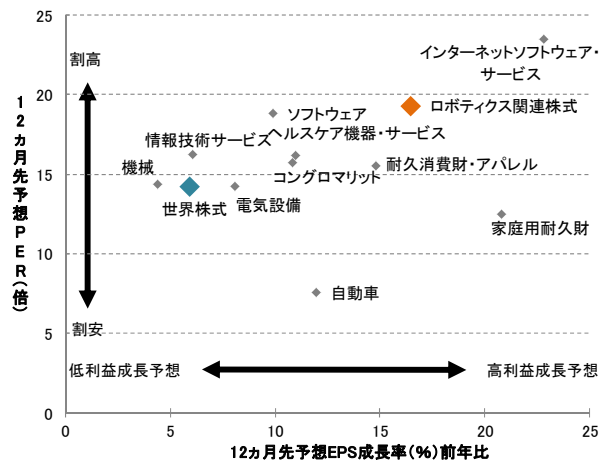 25
20
15
10
5
0
0
5
10
15
20
25
12ヵ月先予想PER(倍)
12ヵ月先予想EPS成長率(%)前年比
割高
割安
低利益成長予想
高利益成長予想
インターネットソフトウェア・
サービス
ロボティクス関連株式
ソフトウェア
ヘルスケア機器・サービス
情報技術サービス
機械
コングロマリット
耐久消費財・アパレル
世界株式
電気設備
家庭用耐久財
自動車